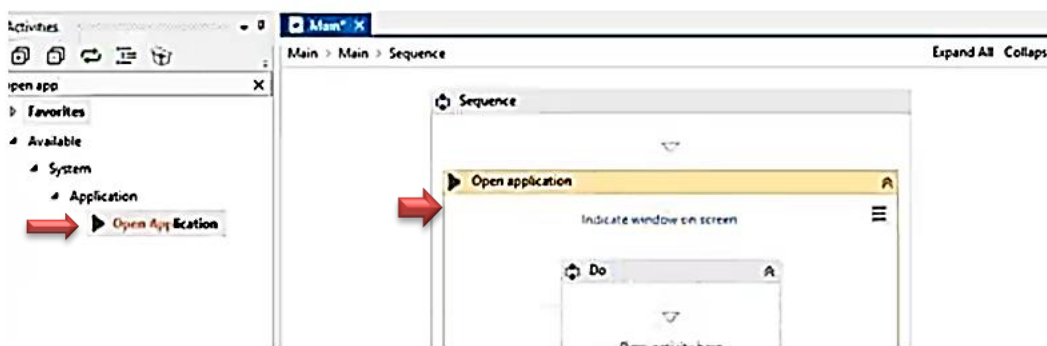 Activities
open app
Favorites
Available
System
Application
Open Application
Main* X
Main > Main > Sequence
Expand All Collaps
Sequence
Open application
Indicate window on screen
Do